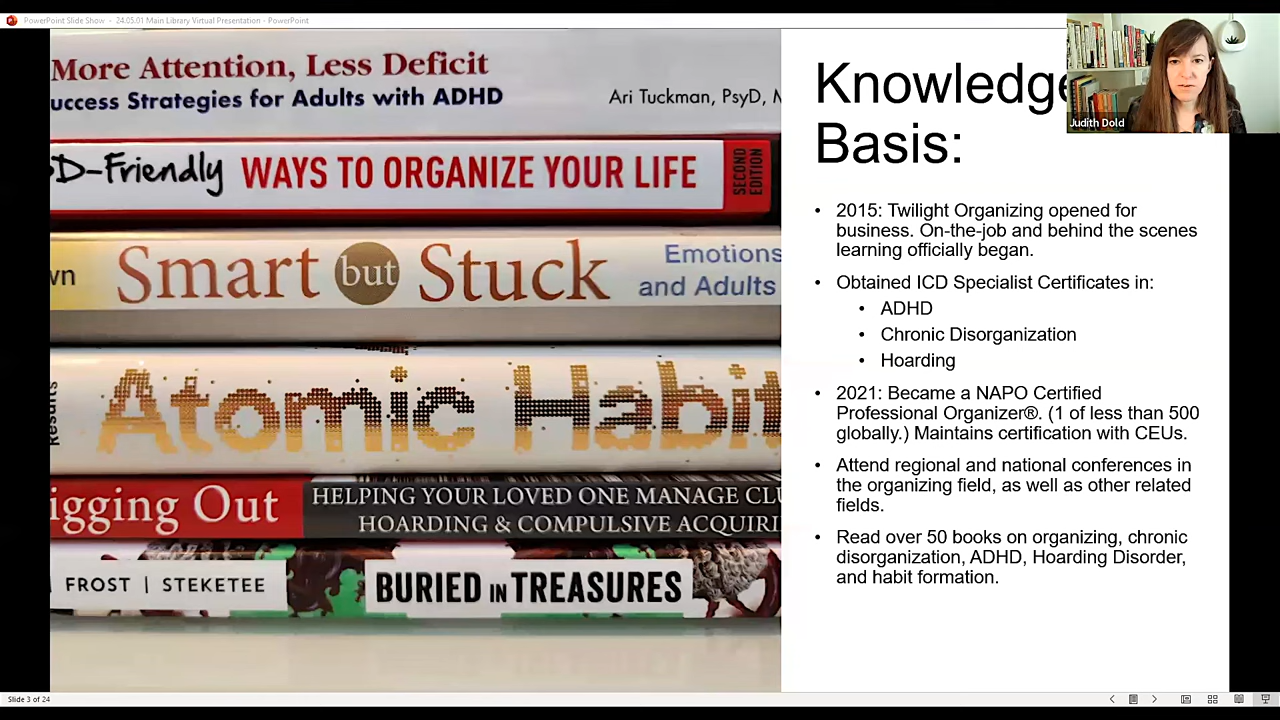 PowerPoint Slide Show - 24.05.01 Main Library Virtual Presentation - PowerPoint
More Attention, Less Deficit
uccess Strategies for Adults with ADHD
Ari Tuckman, PsyD, M
D-Friendly WAYS TO ORGANIZE YOUR LIFE
SECOND EDITION
wn Smart but Stuck
Emotions
and Adults
Results
Atomic Habit
igging Out
HELPING YOUR LOVED ONE MANAGE CLU
HOARDING & COMPULSIVE ACQUIRI
FROST | STEKETEE
BURIED IN TREASURES
Judith Dold
Knowledge
Basis:
• 2015: Twilight Organizing opened for
business. On-the-job and behind the scenes
learning officially began.
• Obtained ICD Specialist Certificates in:
• ADHD
• Chronic Disorganization
• Hoarding
• 2021: Became a NAPO Certified
Professional Organizer®. (1 of less than 500
globally.) Maintains certification with CEUs.
• Attend regional and national conferences in
the organizing field, as well as other related
fields.
• Read over 50 books on organizing, chronic
disorganization, ADHD, Hoarding Disorder,
and habit formation.
Slide 3 of 24